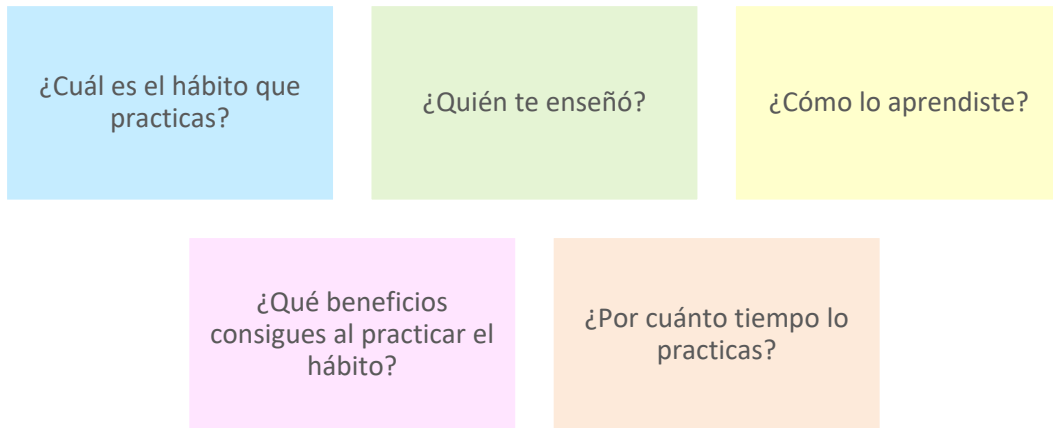 ¿Cuál es el hábito que
practicas?
¿Quién te enseñó?
¿Cómo lo aprendiste?
¿Qué beneficios
consigues al practicar el
hábito?
¿Por cuánto tiempo lo
practicas?